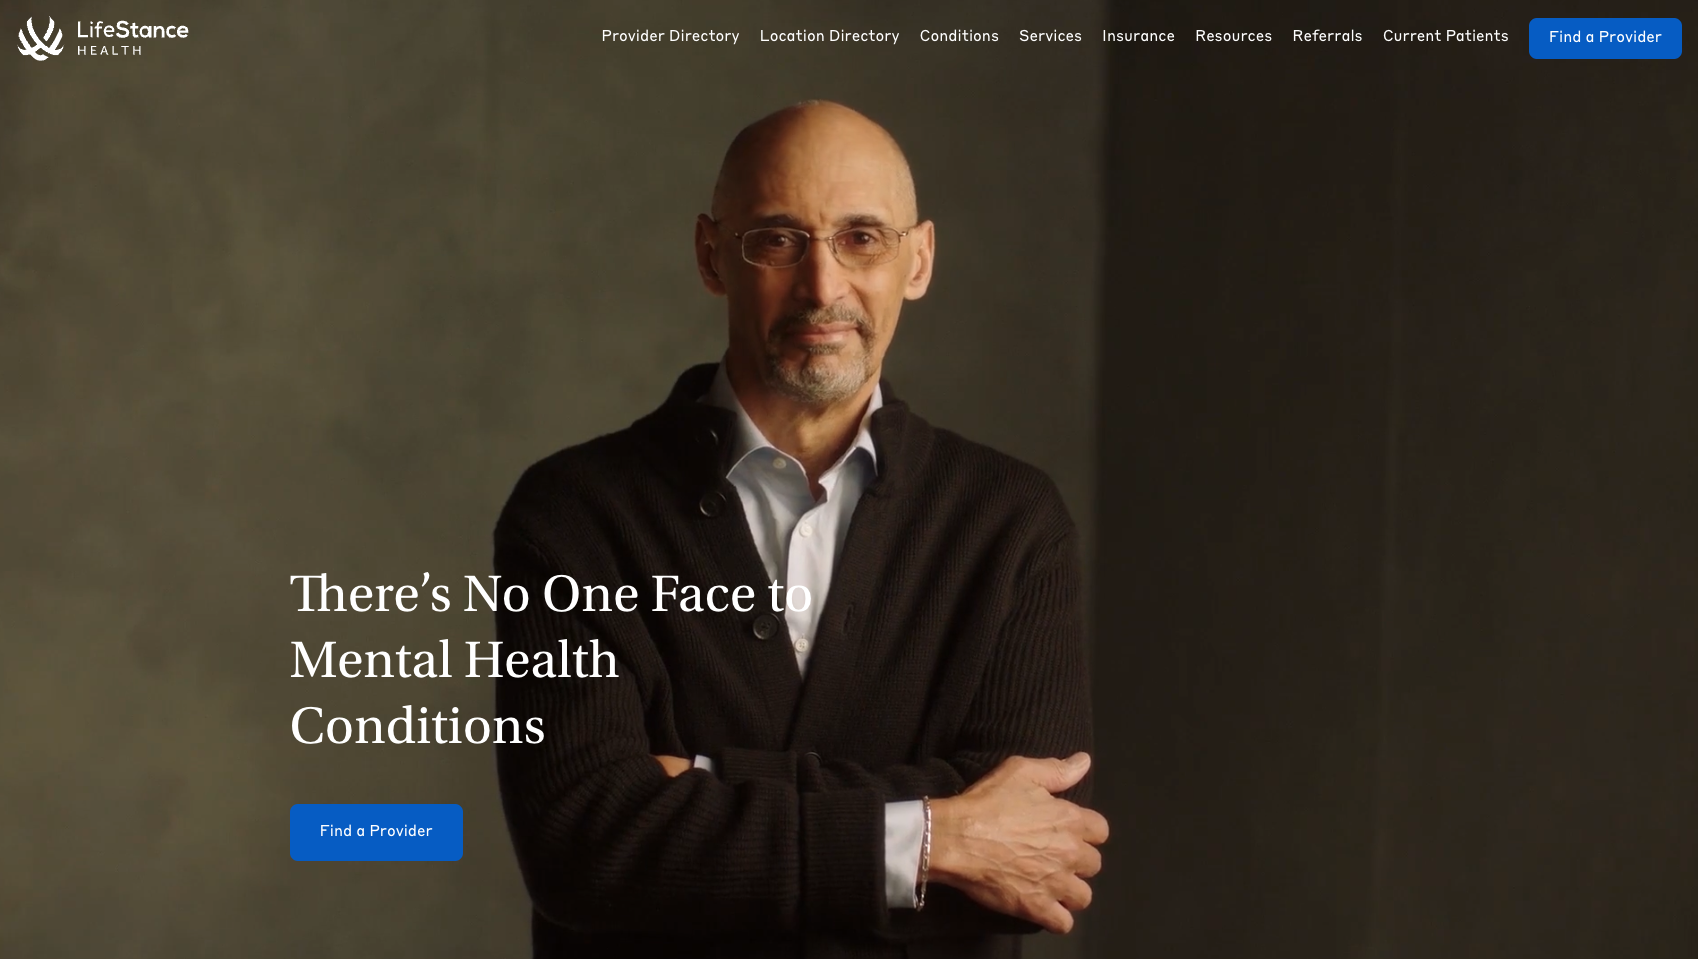 LifeStance
HEALTH
Provider Directory
Location Directory
Conditions
Services
Insurance
Resources
Referrals
Current Patients
Find a Provider
There’s No One Face to
Mental Health
Conditions
Find a Provider